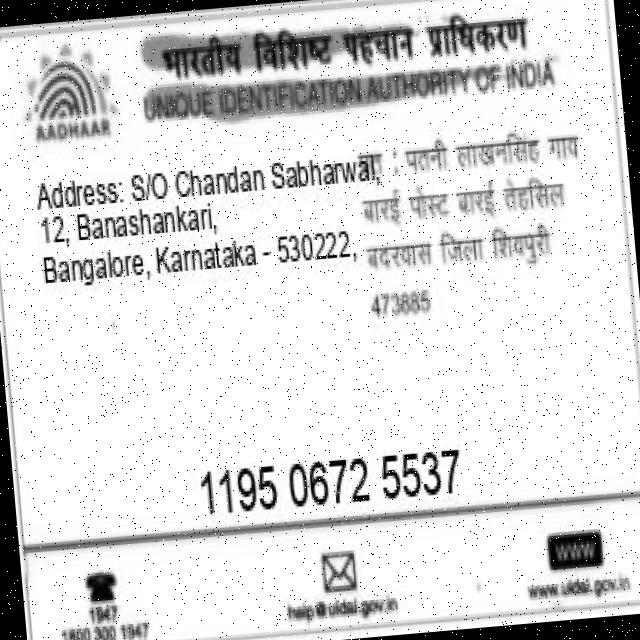 भारतीय विशिष्ट पहचान प्राधिकरण
UNIQUE IDENTIFICATION AUTHORITY OF INDIA
AADHAAR
Address: S/O Chandan Sabharwal,
12, Banashankari,
Bangalore, Karnataka - 530222,
: पतनी लाखनसिंह गाव
बारई पोस्ट बारई तेहसिल
बदरवास जिला शिवपुरी
473885
1195 0672 5537
1947
1800 300 1947
help@uidai.gov.in
www
www.uidai.gov.in